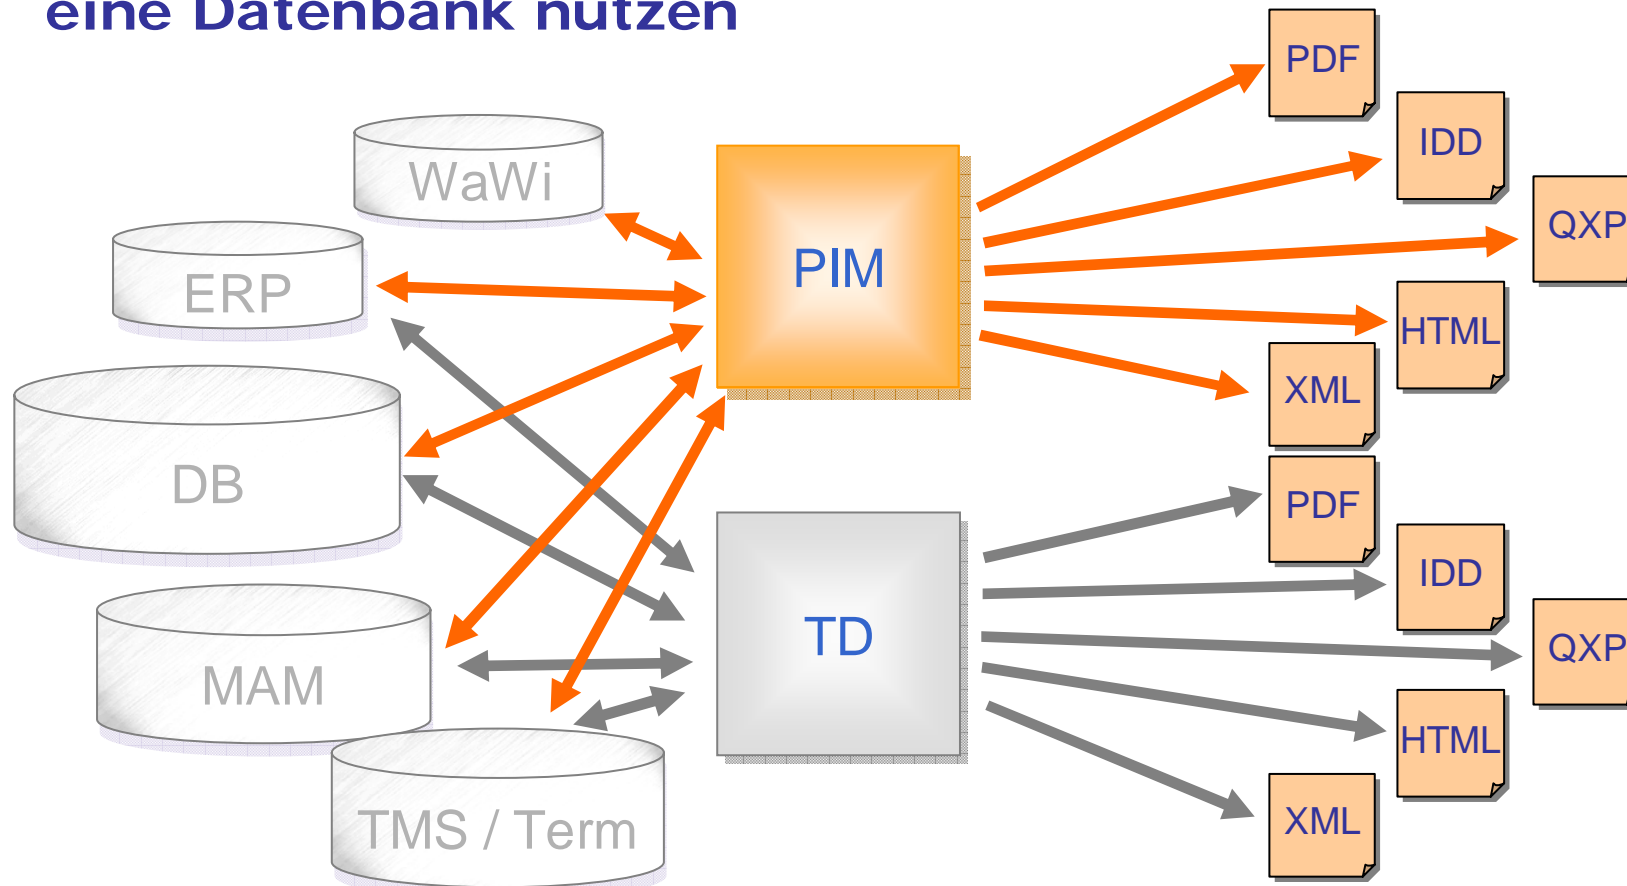 eine Datenbank nutzen
WaWi
ERP
DB
MAM
TMS / Term
PIM
TD
PDF
IDD
QXP
HTML
XML
PDF
IDD
QXP
HTML
XML